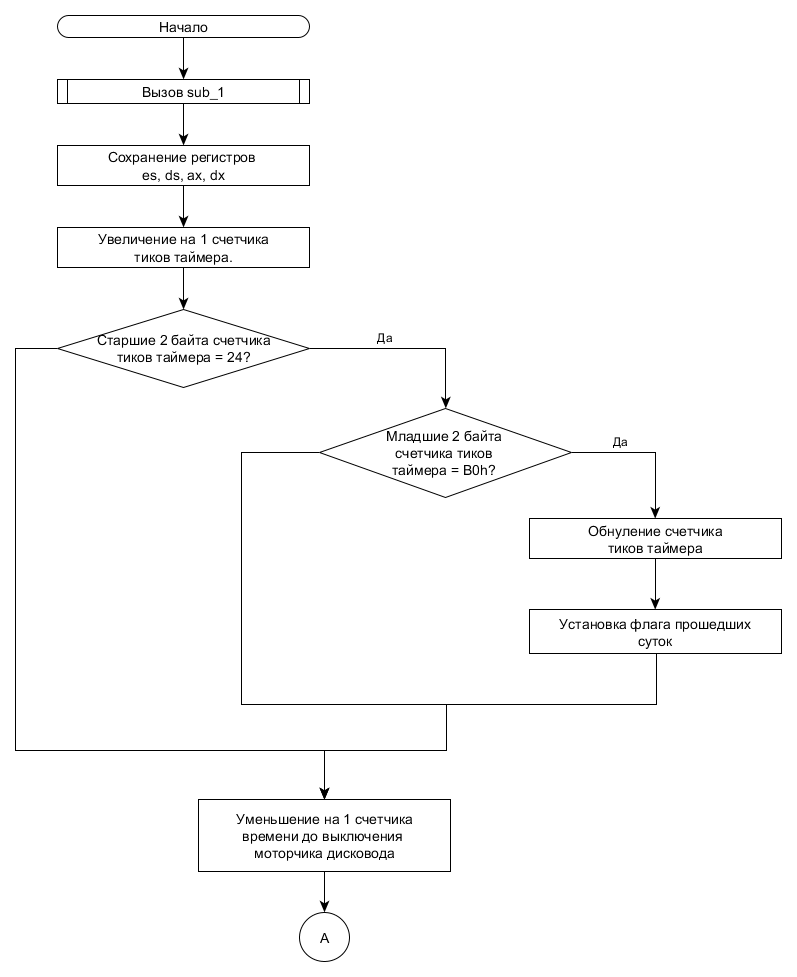 Начало
Вызов sub_1
Сохранение регистров
es, ds, ax, dx
Увеличение на 1 счетчика
тиков таймера.
Старшие 2 байта счетчика
тиков таймера = 24?
Да
Младшие 2 байта
счетчика тиков
таймера = B0h?
Да
Обнуление счетчика
тиков таймера
Установка флага прошедших
суток
Уменьшение на 1 счетчика
времени до выключения
моторчика дисковода
A